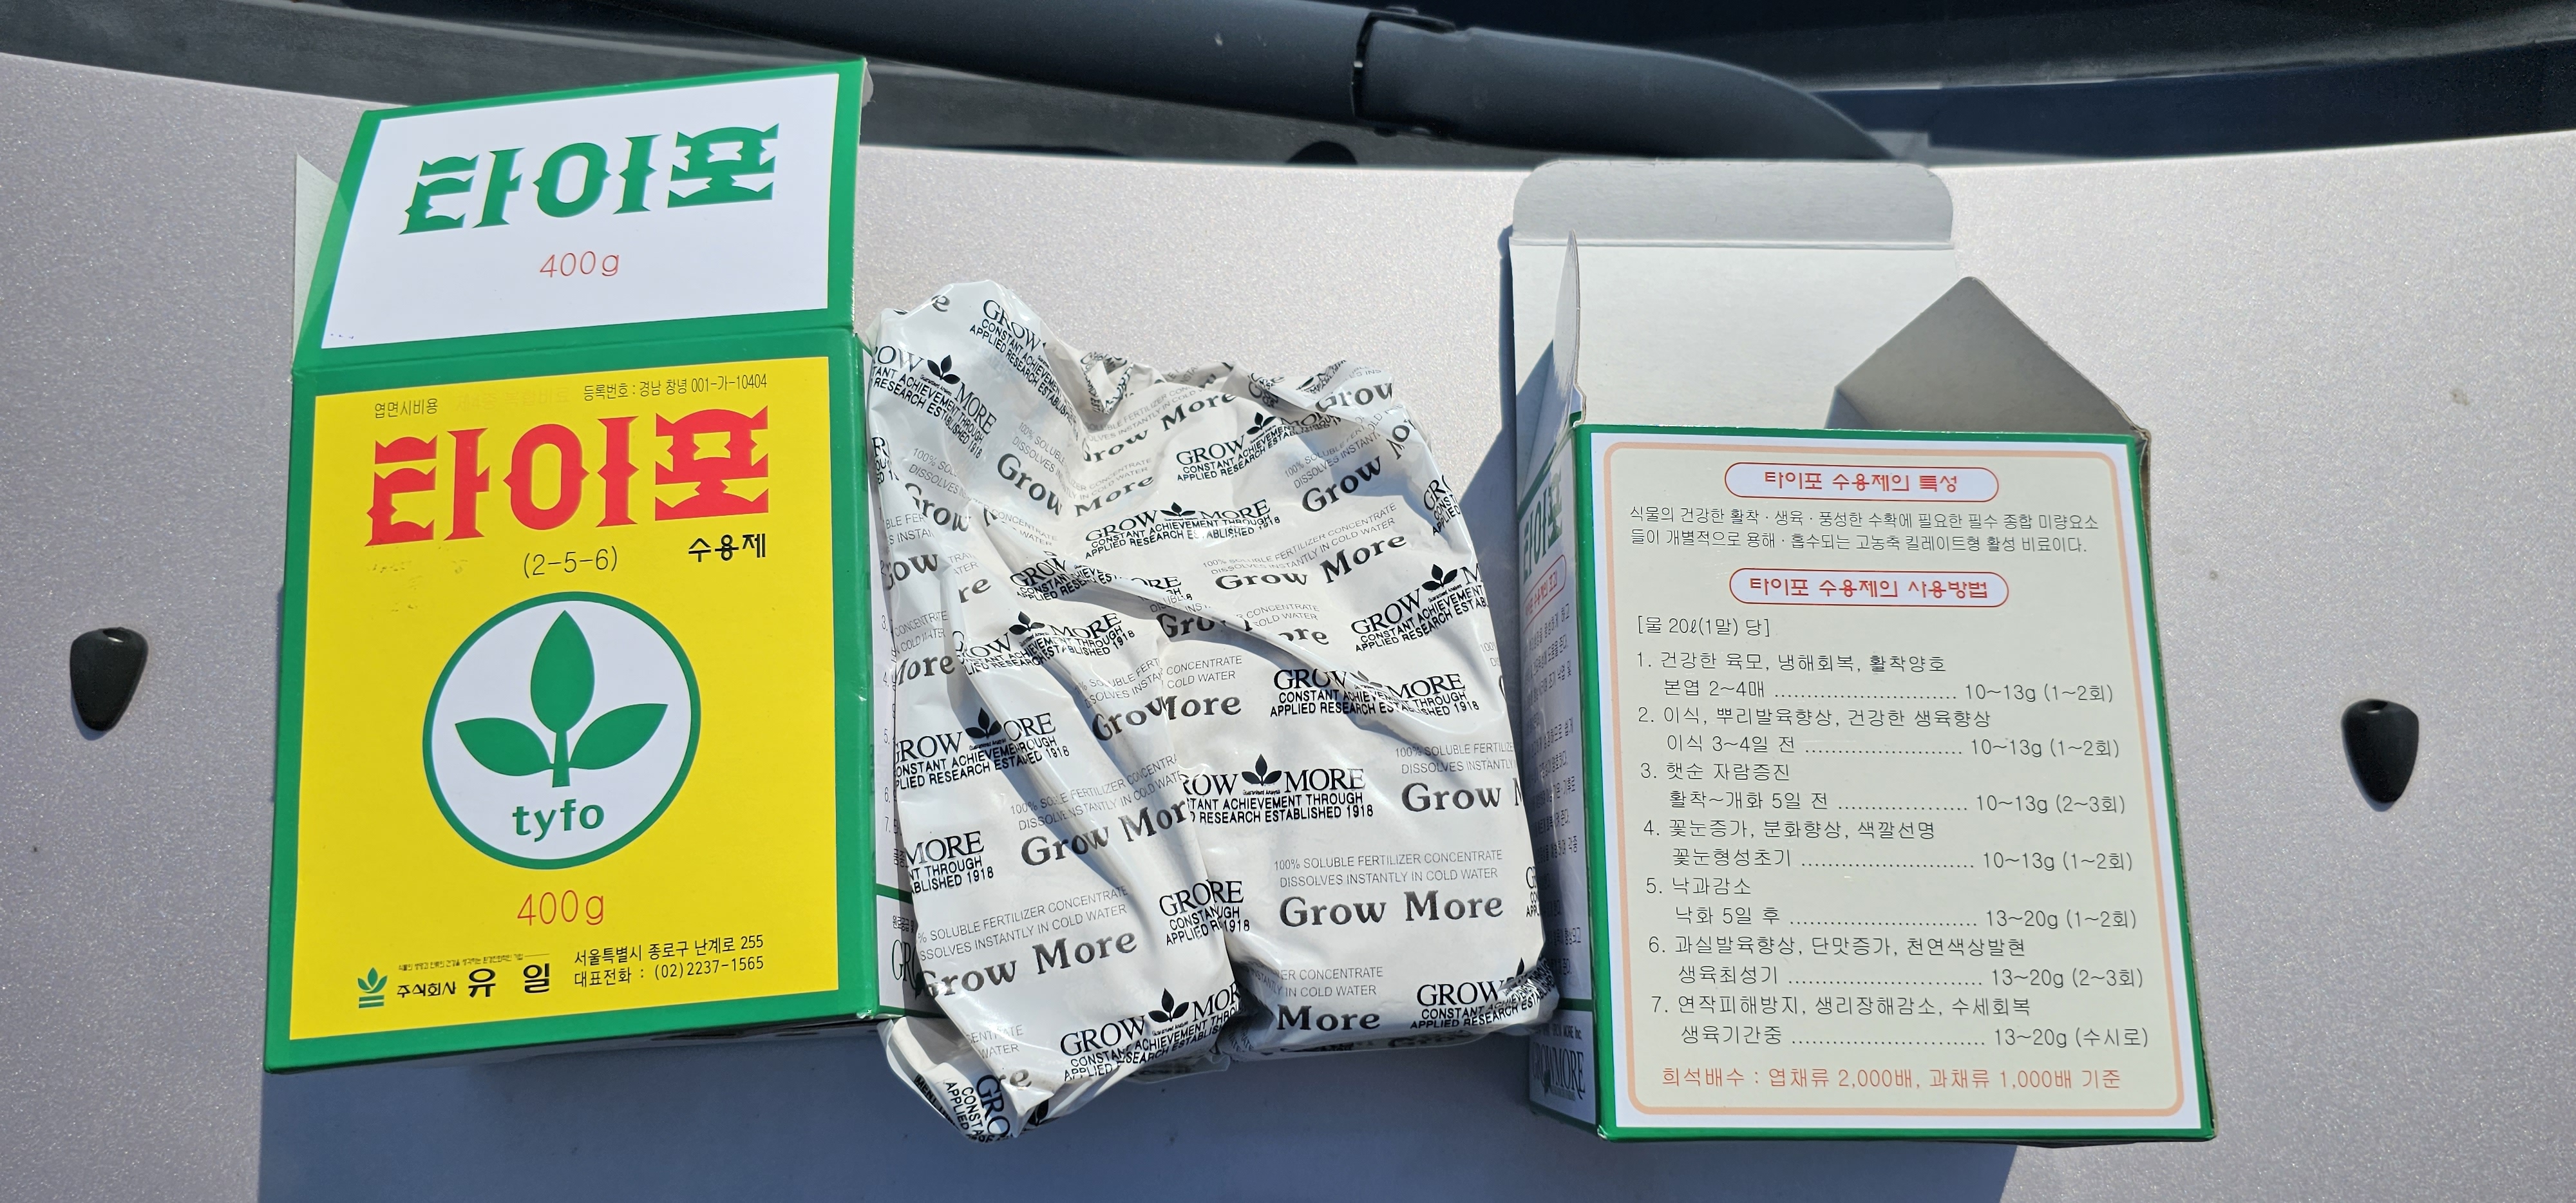 타이포
400g
엽면시비용
등록번호 : 경남 창녕 001-가-10404
타이포
(2-5-6)
수용제
tyfo
400g
주식회사 유 일
서울특별시 종로구 난계로 255
대표전화 : (02)2237-1565
GROW MORE
CONSTANT ACHIEVEMENT THROUGH
APPLIED RESEARCH ESTABLISHED 1918
100% SOLUBLE FERTILIZER CONCENTRATE
DISSOLVES INSTANTLY IN COLD WATER
Grow More
타이포 수용제의 특성
식물의 건강한 활착 · 생육 · 풍성한 수확에 필요한 필수 종합 미량요소
들이 개별적으로 용해 · 흡수되는 고농축 킬레이트형 활성 비료이다.
타이포 수용제의 사용방법
[물 20ℓ(1말) 당]
1. 건강한 육모, 냉해회복, 활착양호
본엽 2~4매 .............................. 10~13g (1~2회)
2. 이식, 뿌리발육향상, 건강한 생육향상
이식 3~4일 전 .......................... 10~13g (1~2회)
3. 햇순 자람증진
활착~개화 5일 전 ...................... 10~13g (2~3회)
4. 꽃눈증가, 분화향상, 색깔선명
꽃눈형성초기 ............................ 10~13g (1~2회)
5. 낙과감소
낙화 5일 후 ................................ 13~20g (1~2회)
6. 과실발육향상, 단맛증가, 천연색상발현
생육최성기 .................................. 13~20g (2~3회)
7. 연작피해방지, 생리장해감소, 수세회복
생육기간중 ................................ 13~20g (수시로)
희석배수 : 엽채류 2,000배, 과채류 1,000배 기준